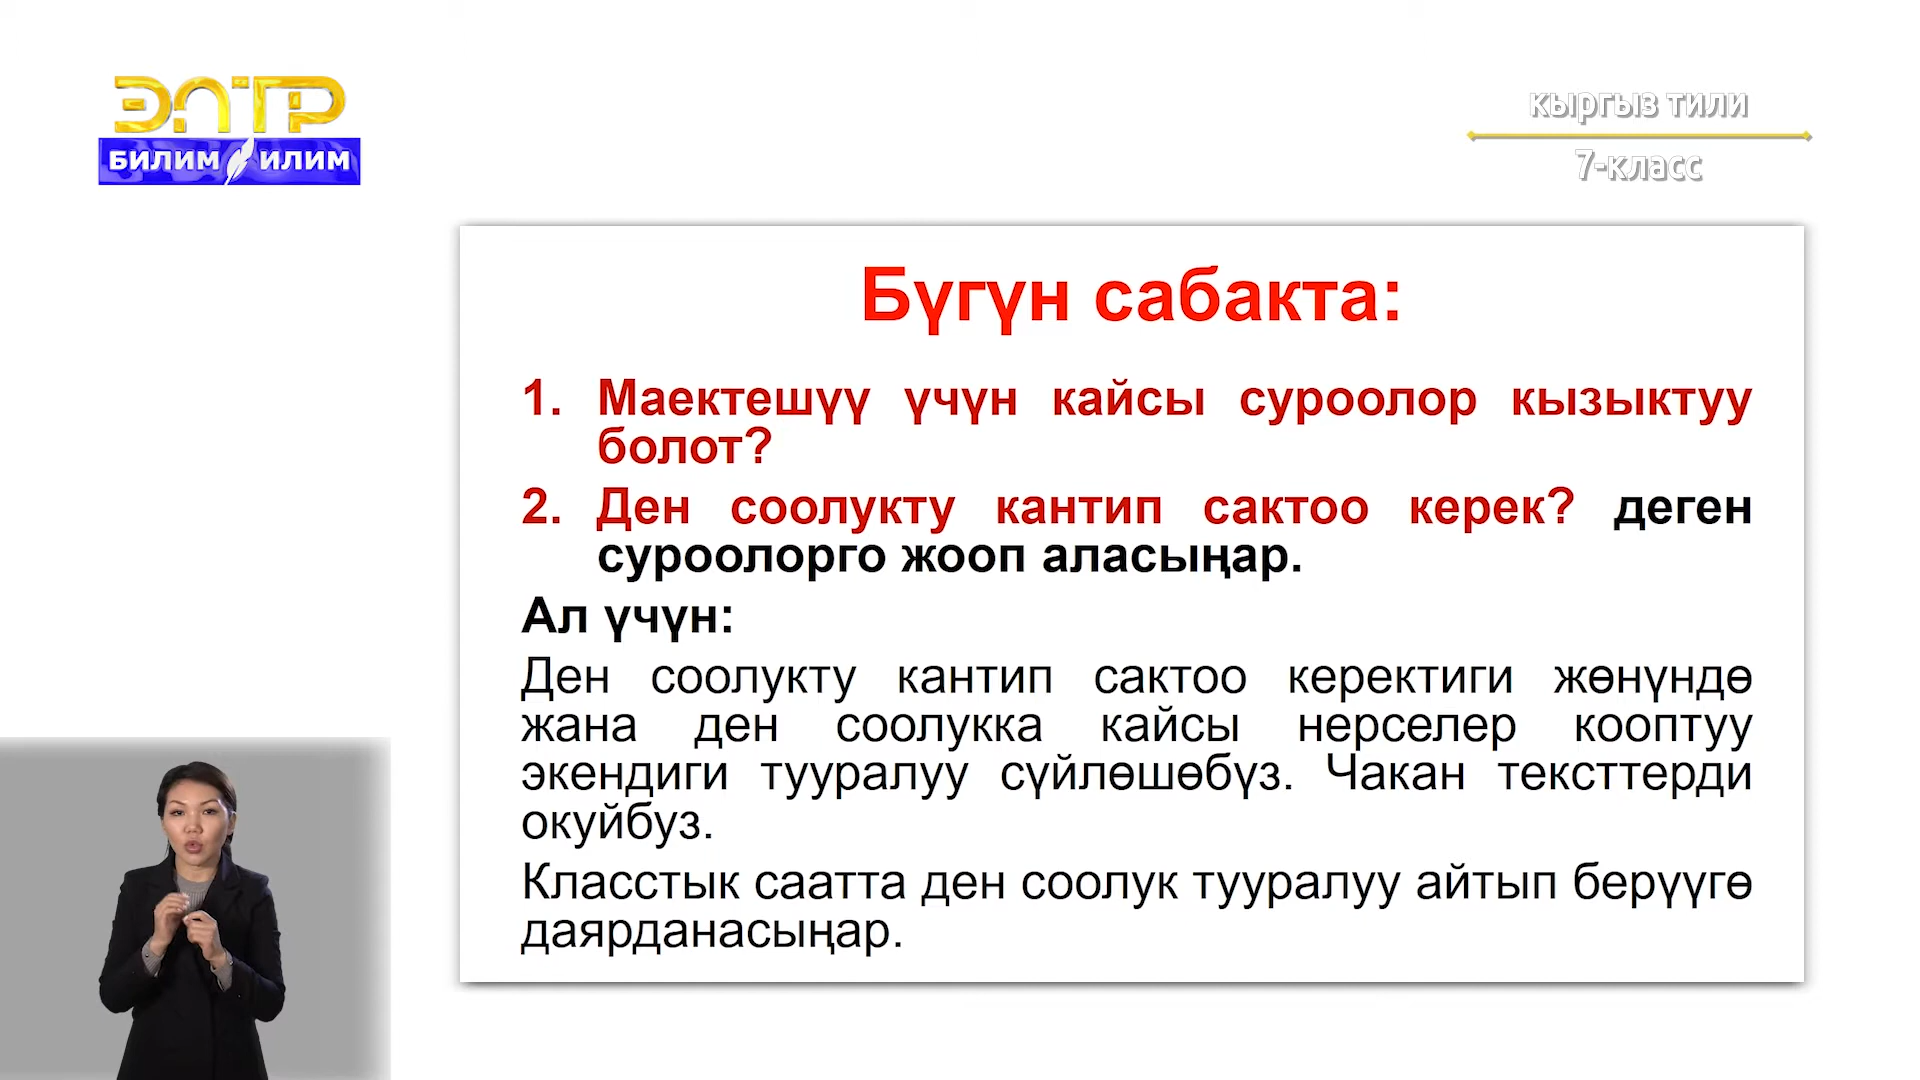 ЭЛТР
БИЛИМ ИЛИМ
кыргыз тили
7-класс
Бүгүн сабакта:
1. Маектешүү үчүн кайсы суроолор кызыктуу
болот?
2. Ден соолукту кантип сактоо керек? деген
суроолорго жооп аласыңар.
Ал үчүн:
Ден соолукту кантип сактоо керектиги жөнүндө
жана ден соолукка кайсы нерселер кооптуу
экендиги тууралуу сүйлөшөбүз. Чакан тексттерди
окуйбуз.
Класстык саатта ден соолук тууралуу айтып берүүгө
даярданасыңар.